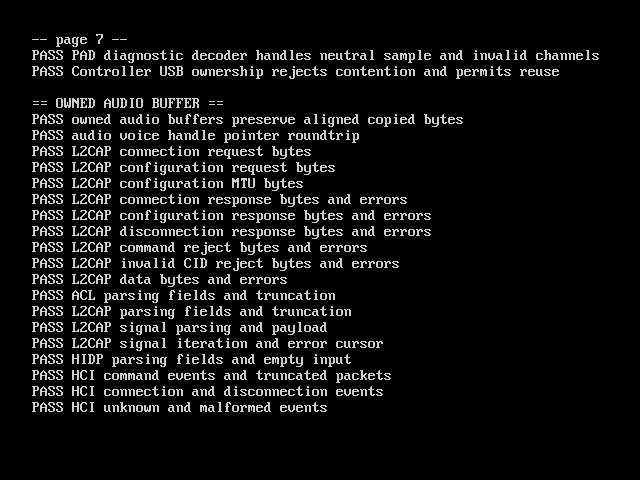 -- page 7 --
PASS PAD diagnostic decoder handles neutral sample and invalid channels
PASS Controller USB ownership rejects contention and permits reuse
== OWNED AUDIO BUFFER ==
PASS owned audio buffers preserve aligned copied bytes
PASS audio voice handle pointer roundtrip
PASS L2CAP connection request bytes
PASS L2CAP configuration request bytes
PASS L2CAP configuration MTU bytes
PASS L2CAP connection response bytes and errors
PASS L2CAP configuration response bytes and errors
PASS L2CAP disconnection response bytes and errors
PASS L2CAP command reject bytes and errors
PASS L2CAP invalid CID reject bytes and errors
PASS L2CAP data bytes and errors
PASS ACL parsing fields and truncation
PASS L2CAP parsing fields and truncation
PASS L2CAP signal parsing and payload
PASS L2CAP signal iteration and error cursor
PASS HIDP parsing fields and empty input
PASS HCI command events and truncated packets
PASS HCI connection and disconnection events
PASS HCI unknown and malformed events